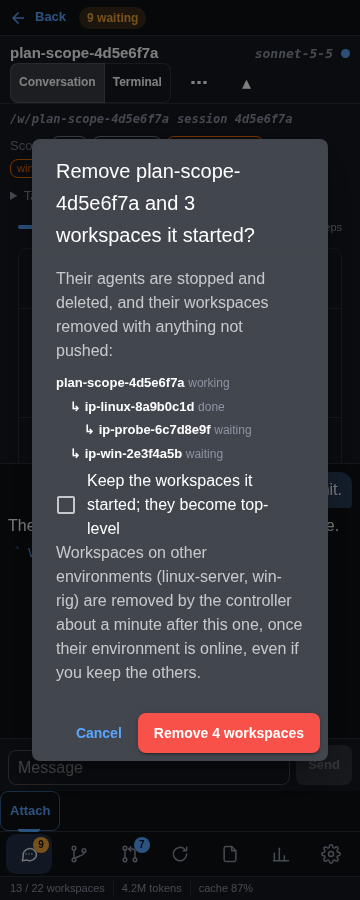 Back
9 waiting
plan-scope-4d5e6f7a
sonnet-5-5
Conversation
Terminal
/w/plan-scope-4d5e6f7a session 4d5e6f7a
Remove plan-scope-
4d5e6f7a and 3
workspaces it started?
Their agents are stopped and
deleted, and their workspaces
removed with anything not
pushed:
plan-scope-4d5e6f7a working
↳ ip-linux-8a9b0c1d done
↳ ip-probe-6c7d8e9f waiting
↳ ip-win-2e3f4a5b waiting
Keep the workspaces it
started; they become top-
level
Workspaces on other
environments (linux-server, win-
rig) are removed by the controller
about a minute after this one, once
their environment is online, even if
you keep the others.
Cancel
Remove 4 workspaces
Message
Send
Attach
9
7
13 / 22 workspaces
4.2M tokens
cache 87%